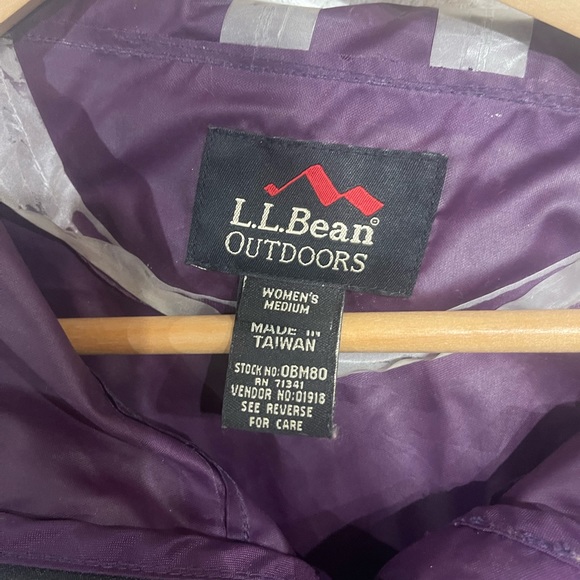 L.L.Bean®
OUTDOORS
WOMEN'S
MEDIUM
MADE IN
TAIWAN
STOCK NO: 0BM80
RN 71341
VENDOR NO:01918
SEE REVERSE
FOR CARE